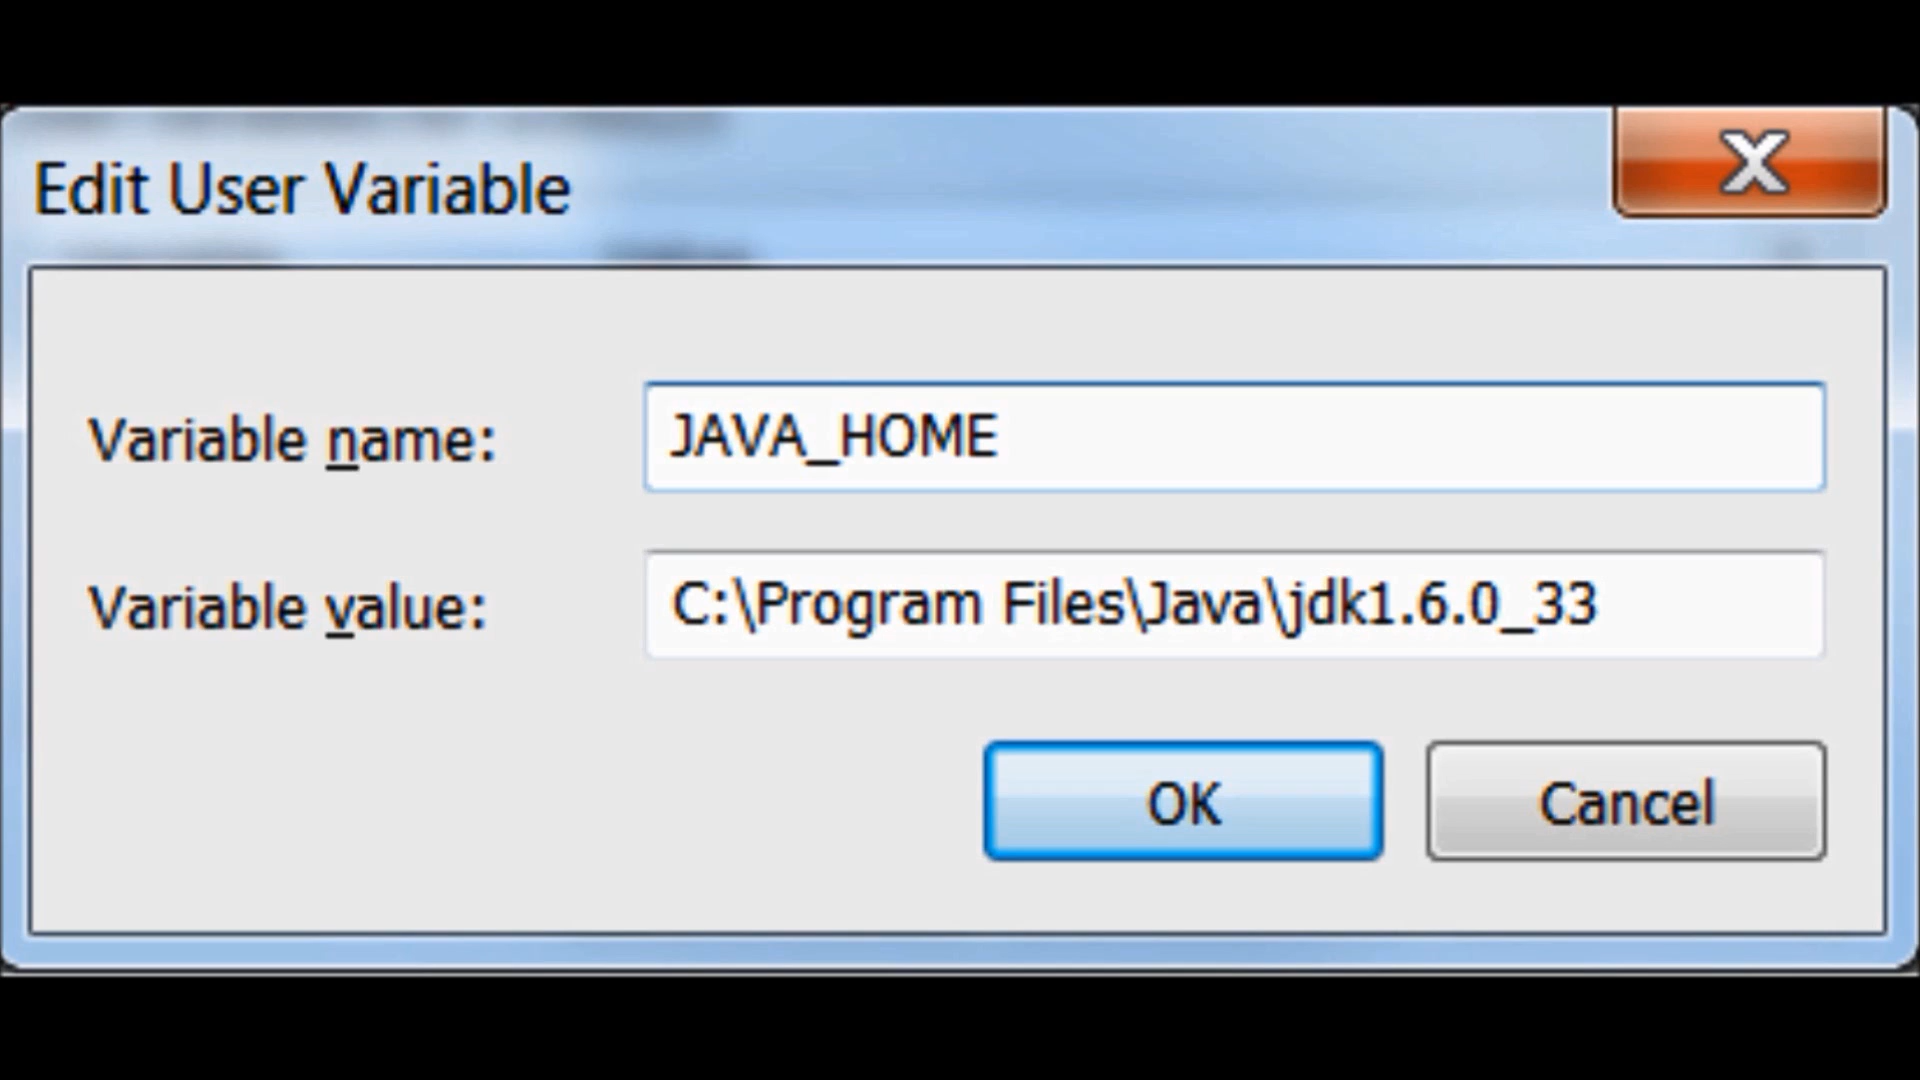 Edit User Variable
Variable name: JAVA_HOME
Variable value: C:\Program Files\Java\jdk1.6.0_33
OK Cancel